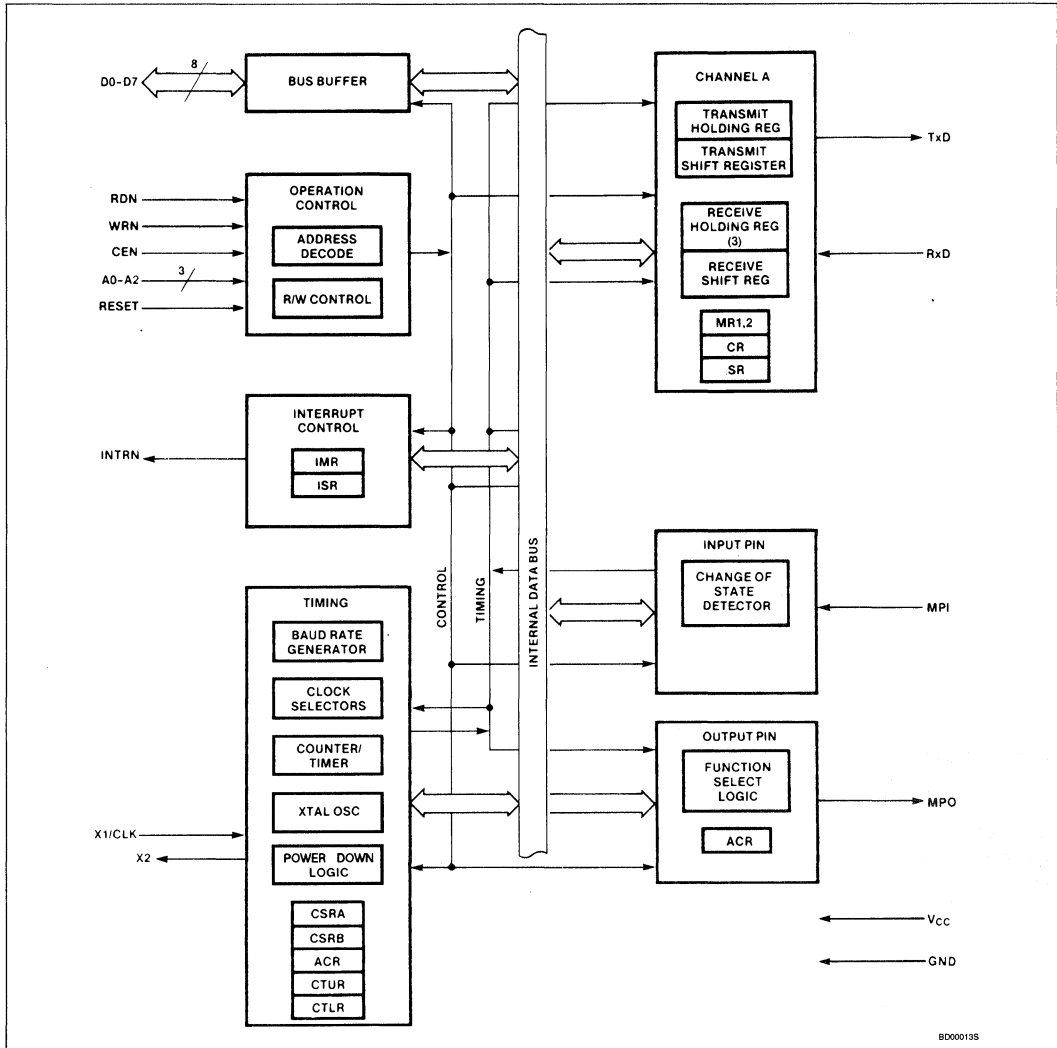 8
D0-D7
BUS BUFFER
RDN
WRN
CEN
A0-A2
3
RESET
OPERATION
CONTROL
ADDRESS
DECODE
R/W CONTROL
INTRN
INTERRUPT
CONTROL
IMR
ISR
TIMING
BAUD RATE
GENERATOR
CLOCK
SELECTORS
COUNTER/
TIMER
XTAL OSC
POWER DOWN
LOGIC
CSRA
CSRB
ACR
CTUR
CTLR
X1/CLK
X2
CONTROL
TIMING
INTERNAL DATA BUS
CHANNEL A
TRANSMIT
HOLDING REG
TRANSMIT
SHIFT REGISTER
RECEIVE
HOLDING REG
(3)
RECEIVE
SHIFT REG
MR1,2
CR
SR
TxD
RxD
INPUT PIN
CHANGE OF
STATE
DETECTOR
MPI
OUTPUT PIN
FUNCTION
SELECT
LOGIC
ACR
MPO
VCC
GND
BD00013S